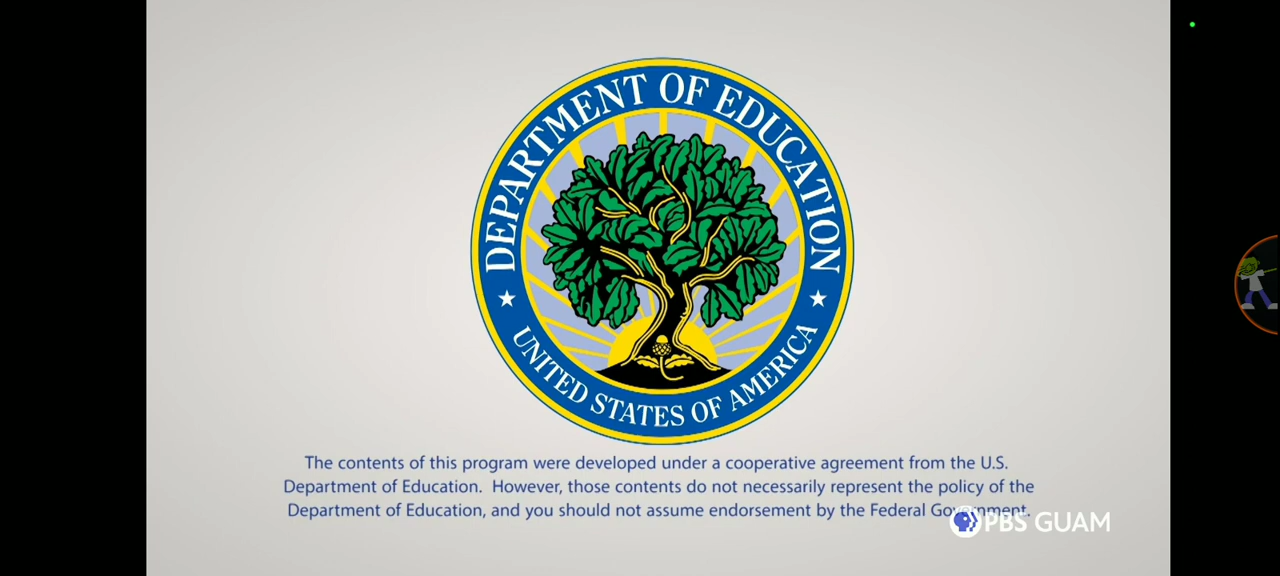 DEPARTMENT OF EDUCATION
UNITED STATES OF AMERICA
The contents of this program were developed under a cooperative agreement from the U.S.
Department of Education.  However, those contents do not necessarily represent the policy of the
Department of Education, and you should not assume endorsement by the Federal Government.
PBS GUAM